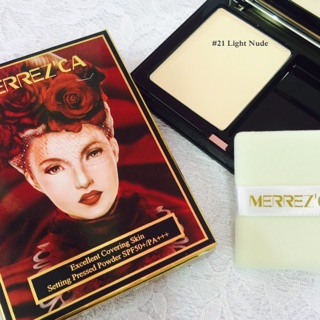 MERREZ'CA
Excellent Covering Skin
Setting Pressed Powder SPF50+/PA+++
#21 Light Nude
MERREZ'CA